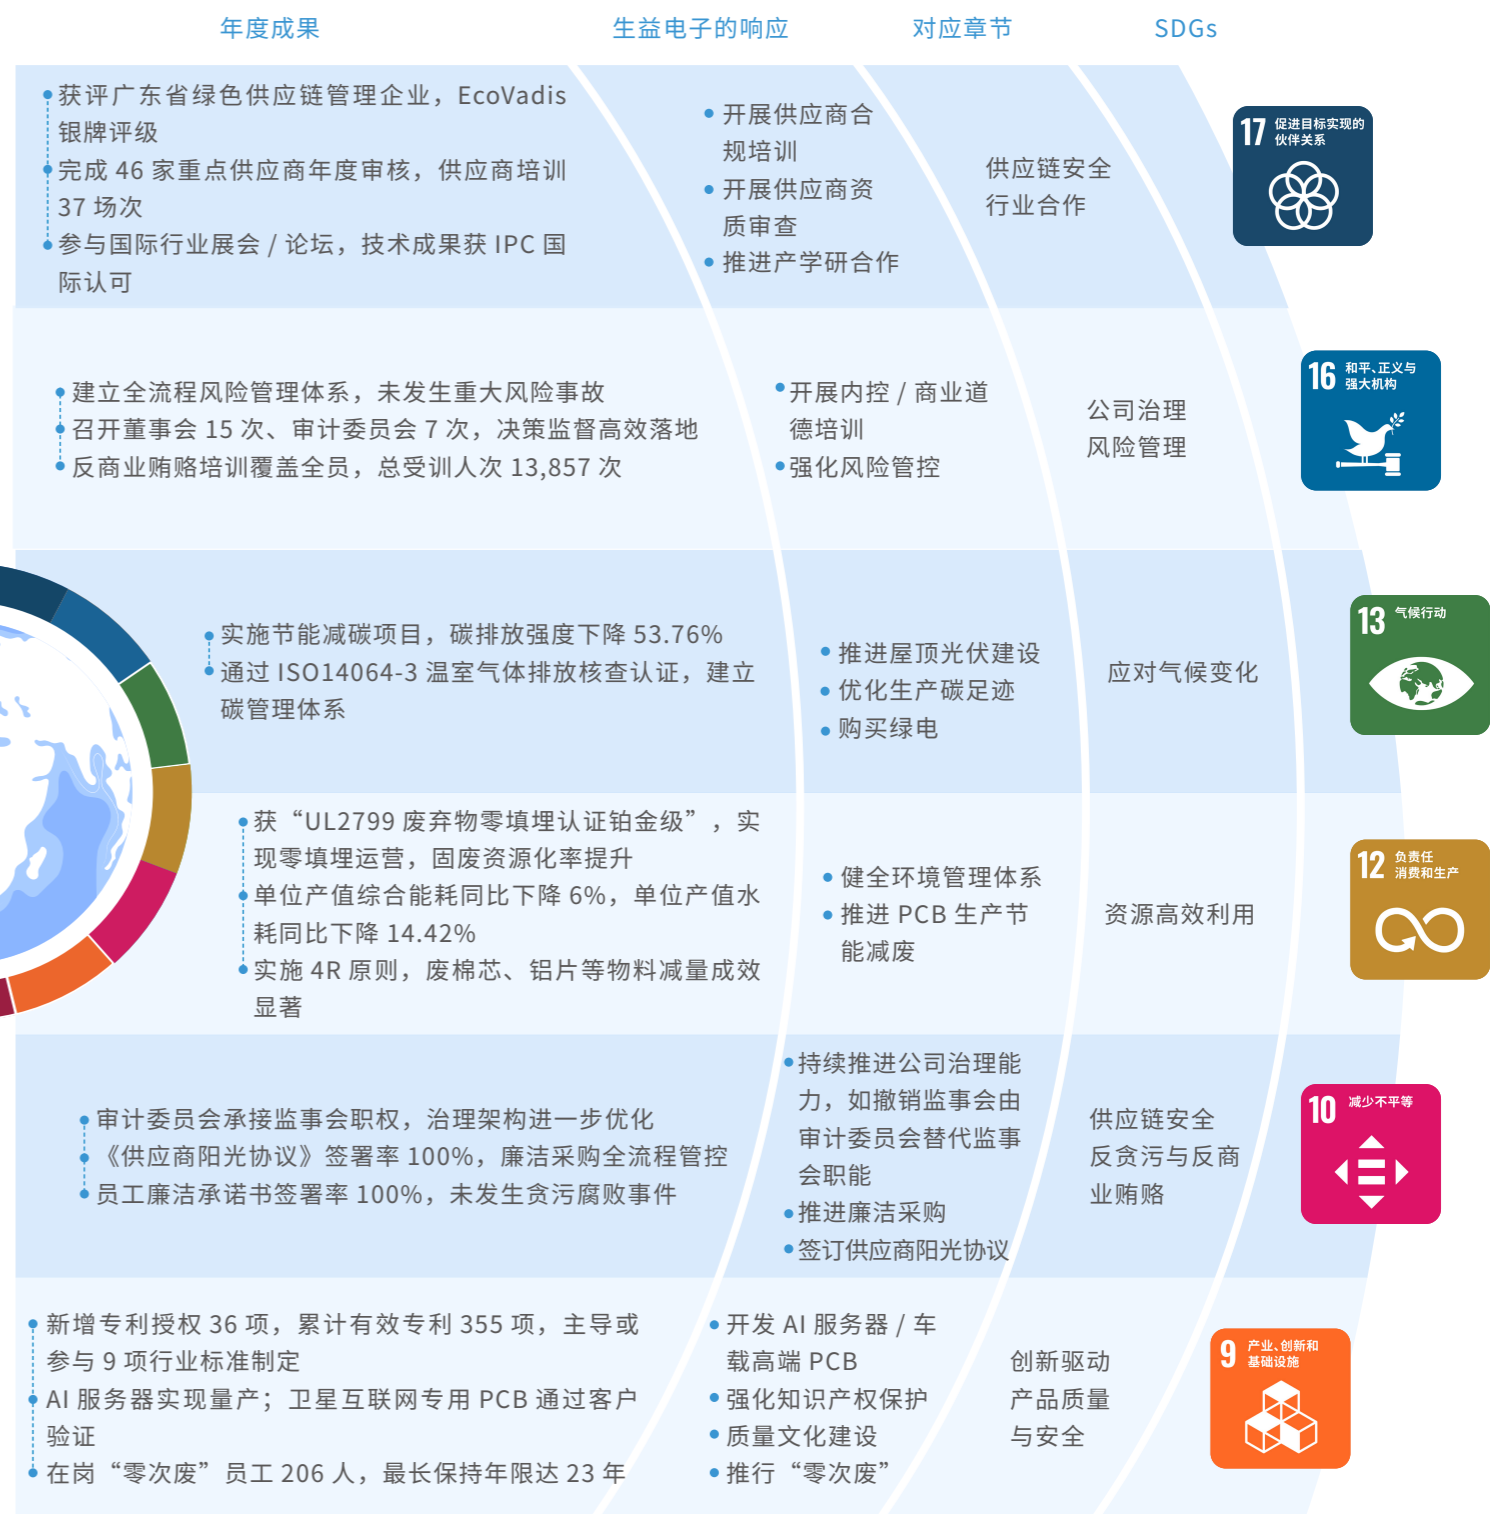 年度成果
生益电子的响应
对应章节
SDGs
获评广东省绿色供应链管理企业，EcoVadis
银牌评级
完成 46 家重点供应商年度审核，供应商培训
37 场次
参与国际行业展会 / 论坛，技术成果获 IPC 国
际认可
开展供应商合
规培训
开展供应商资
质审查
推进产学研合作
供应链安全
行业合作
17 促进目标实现的
伙伴关系
建立全流程风险管理体系，未发生重大风险事故
召开董事会 15 次、审计委员会 7 次，决策监督高效落地
反商业贿赂培训覆盖全员，总受训人次 13,857 次
开展内控 / 商业道
德培训
强化风险管控
公司治理
风险管理
16 和平、正义与
强大机构
实施节能减碳项目，碳排放强度下降 53.76%
通过 ISO14064-3 温室气体排放核查认证，建立
碳管理体系
推进屋顶光伏建设
优化生产碳足迹
购买绿电
应对气候变化
13 气候行动
获“UL2799 废弃物零填埋认证铂金级”，实
现零填埋运营，固废资源化率提升
单位产值综合能耗同比下降 6%，单位产值水
耗同比下降 14.42%
实施 4R 原则，废棉芯、铝片等物料减量成效
显著
健全环境管理体系
推进 PCB 生产节
能减废
资源高效利用
12 负责任
消费和生产
审计委员会承接监事会职权，治理架构进一步优化
《供应商阳光协议》签署率 100%，廉洁采购全流程管控
员工廉洁承诺书签署率 100%，未发生贪污腐败事件
持续推进公司治理能
力，如撤销监事会由
审计委员会替代监事
会职能
推进廉洁采购
签订供应商阳光协议
供应链安全
反贪污与反商
业贿赂
10 减少不平等
新增专利授权 36 项，累计有效专利 355 项，主导或
参与 9 项行业标准制定
AI 服务器实现量产；卫星互联网专用 PCB 通过客户
验证
在岗“零次废”员工 206 人，最长保持年限达 23 年
开发 AI 服务器 / 车
载高端 PCB
强化知识产权保护
质量文化建设
推行“零次废”
创新驱动
产品质量
与安全
9 产业、创新和
基础设施